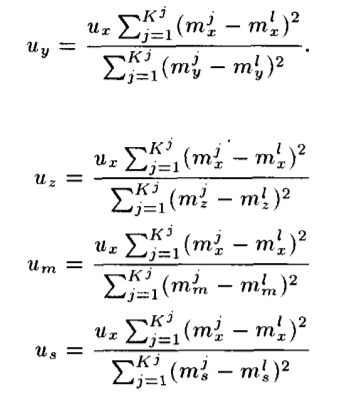 $u_y = \frac{u_x \sum_{j=1}^{K^j} (m_x^j - m_x^l)^2}{\sum_{j=1}^{K^j} (m_y^j - m_y^l)^2}.$
$u_z = \frac{u_x \sum_{j=1}^{K^j} (m_x^j - m_x^l)^2}{\sum_{j=1}^{K^j} (m_z^j - m_z^l)^2}$
$u_m = \frac{u_x \sum_{j=1}^{K^j} (m_x^j - m_x^l)^2}{\sum_{j=1}^{K^j} (m_m^j - m_m^l)^2}$
$u_s = \frac{u_x \sum_{j=1}^{K^j} (m_x^j - m_x^l)^2}{\sum_{j=1}^{K^j} (m_s^j - m_s^l)^2}$